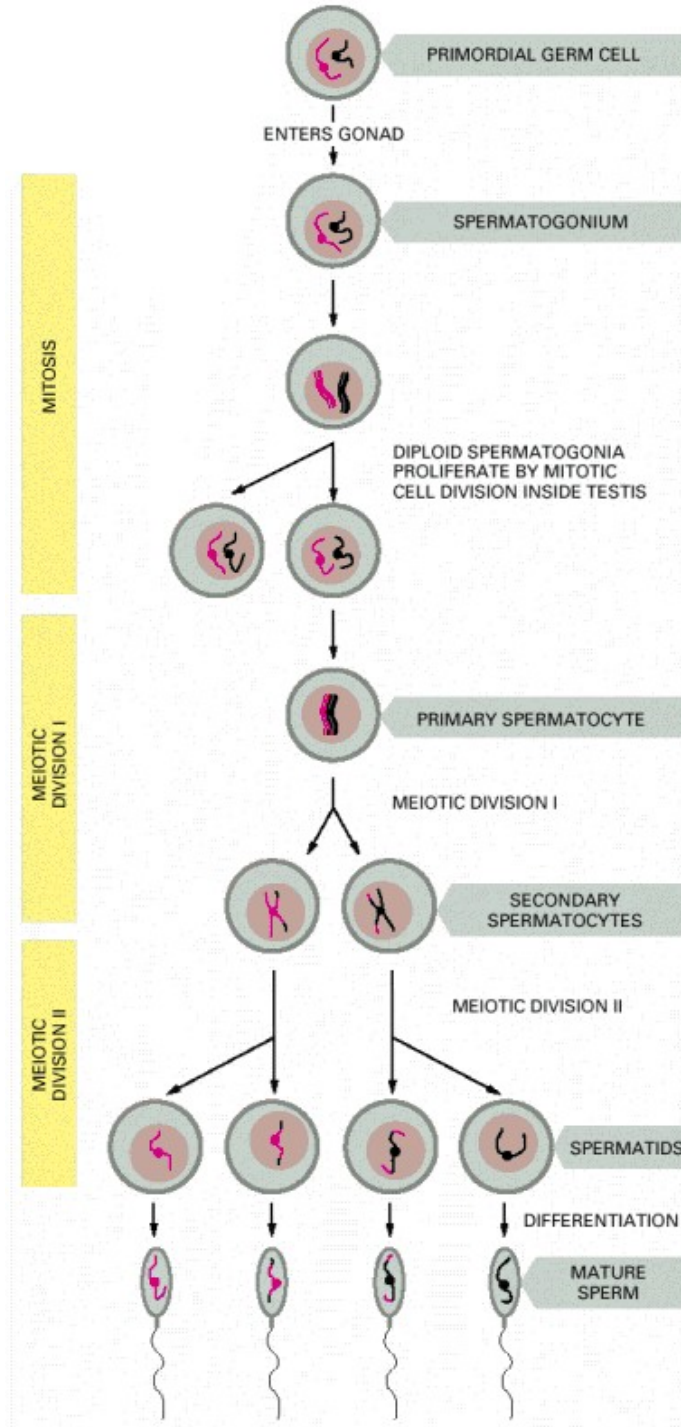 PRIMORDIAL GERM CELL
ENTERS GONAD
SPERMATOGONIUM
MITOSIS
DIPLOID SPERMATOGONIA
PROLIFERATE BY MITOTIC
CELL DIVISION INSIDE TESTIS
MEIOTIC
DIVISION I
PRIMARY SPERMATOCYTE
MEIOTIC DIVISION I
SECONDARY
SPERMATOCYTES
MEIOTIC
DIVISION II
MEIOTIC DIVISION II
SPERMATIDS
DIFFERENTIATION
MATURE
SPERM